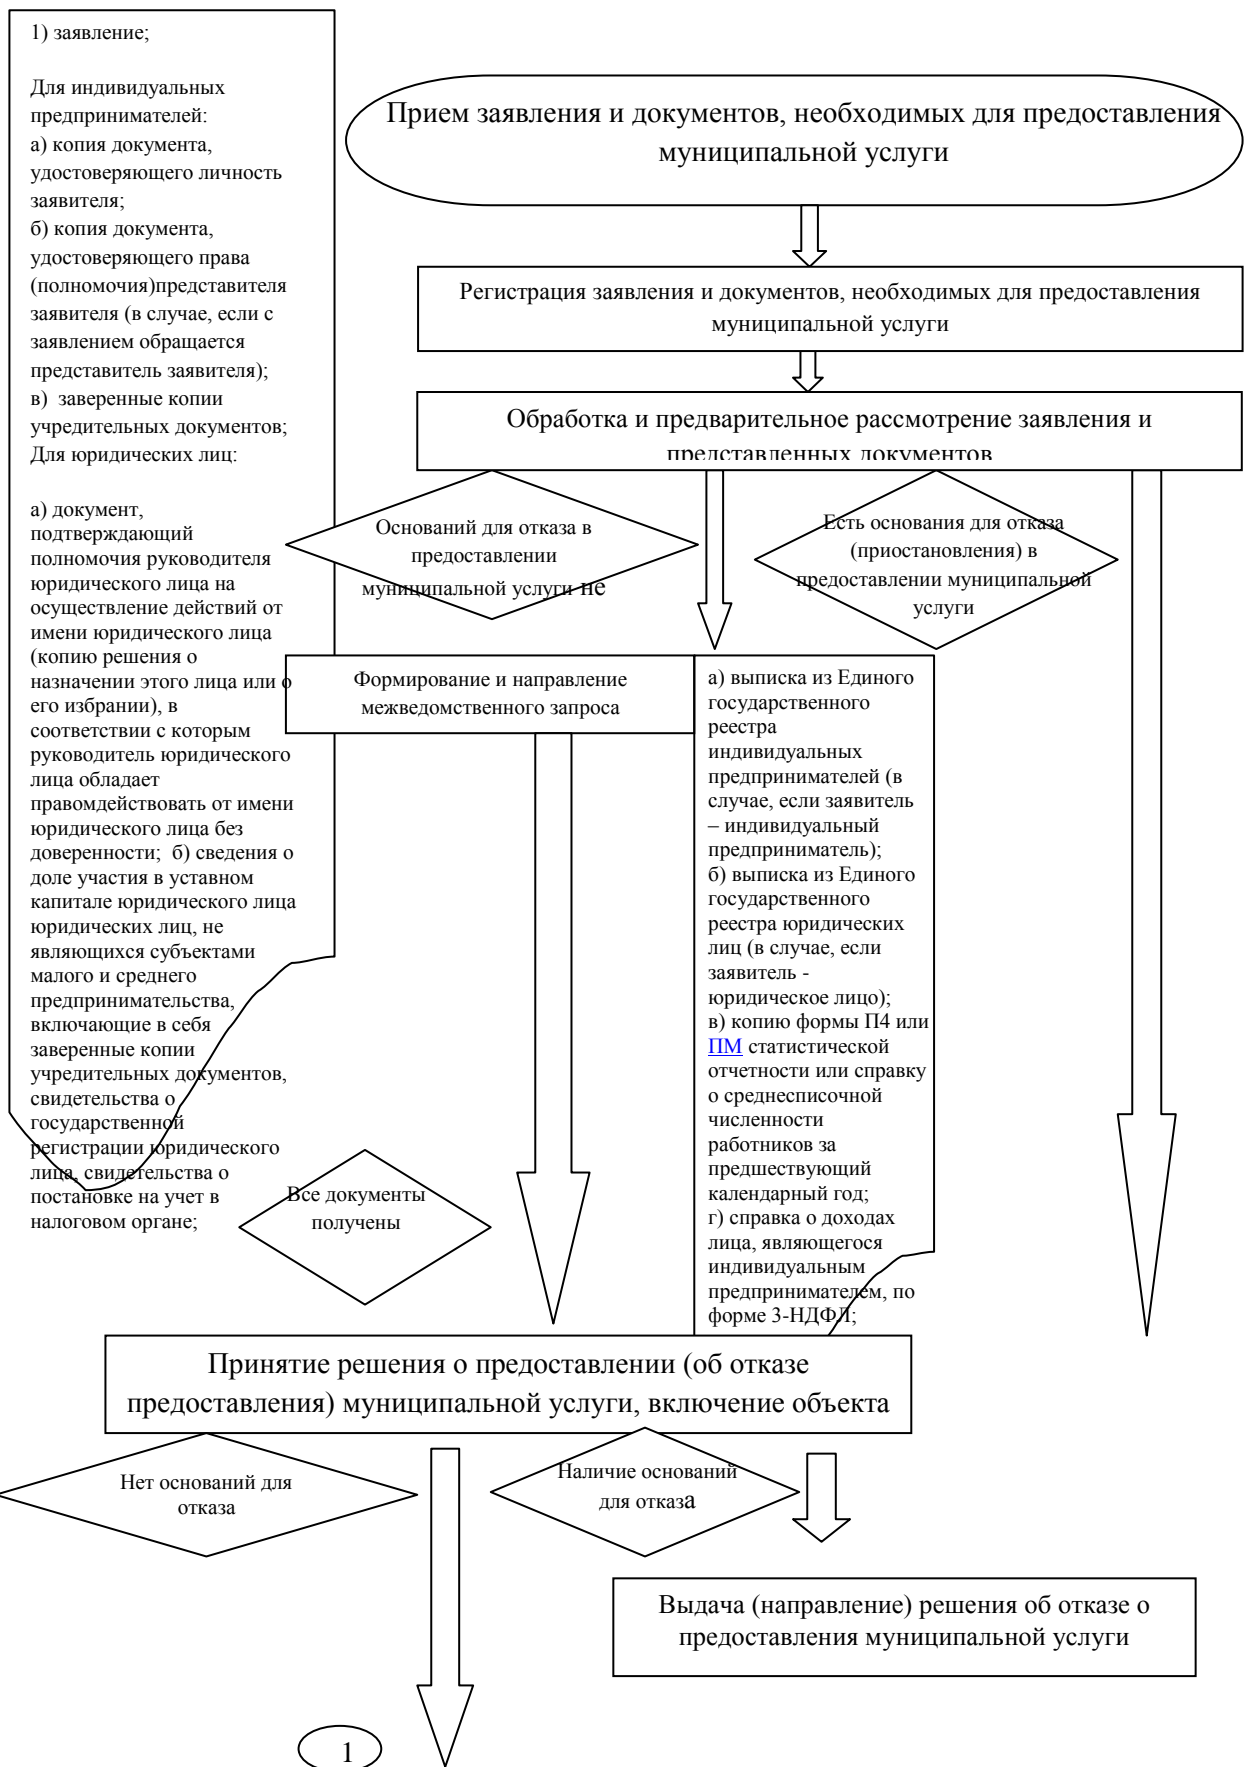 1) заявление;
Для индивидуальных
предпринимателей:
а) копия документа,
удостоверяющего личность
заявителя;
б) копия документа,
удостоверяющего права
(полномочия)представителя
заявителя (в случае, если с
заявлением обращается
представитель заявителя);
в) заверенные копии
учредительных документов;
Для юридических лиц:
а) документ,
подтверждающий
полномочия руководителя
юридического лица на
осуществление действий от
имени юридического лица
(копию решения о
назначении этого лица или о
его избрании), в
соответствии с которым
руководитель юридического
лица обладает
правомдействовать от имени
юридического лица без
доверенности; б) сведения о
доле участия в уставном
капитале юридического лица
юридических лиц, не
являющихся субъектами
малого и среднего
предпринимательства,
включающие в себя
заверенные копии
учредительных документов,
свидетельства о
государственной
регистрации юридического
лица, свидетельства о
постановке на учет в
налоговом органе;
Прием заявления и документов, необходимых для предоставления
муниципальной услуги
Регистрация заявления и документов, необходимых для предоставления
муниципальной услуги
Обработка и предварительное рассмотрение заявления и
представленных документов
Оснований для отказа в
предоставлении
муниципальной услуги не
Есть основания для отказа
(приостановления) в
предоставлении муниципальной
услуги
Формирование и направление
межведомственного запроса
а) выписка из Единого
государственного
реестра
индивидуальных
предпринимателей (в
случае, если заявитель
– индивидуальный
предприниматель);
б) выписка из Единого
государственного
реестра юридических
лиц (в случае, если
заявитель -
юридическое лицо);
в) копию формы П4 или
ПМ статистической
отчетности или справку
о среднесписочной
численности
работников за
предшествующий
календарный год;
г) справка о доходах
лица, являющегося
индивидуальным
предпринимателем, по
форме 3-НДФЛ;
Все документы
получены
Принятие решения о предоставлении (об отказе
предоставления) муниципальной услуги, включение объекта
Нет оснований для
отказа
Наличие оснований
для отказа
Выдача (направление) решения об отказе о
предоставления муниципальной услуги
1